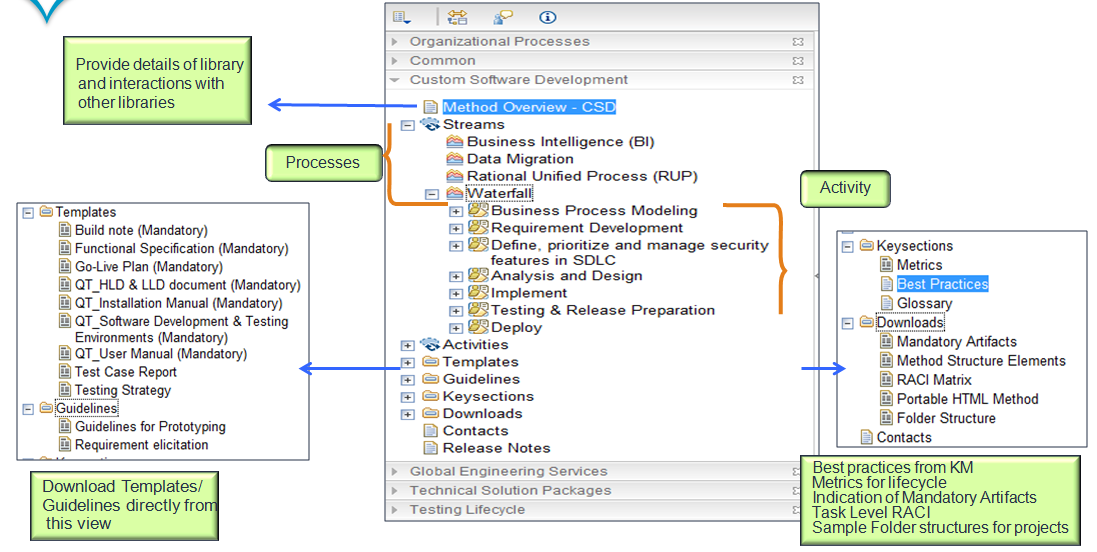 Provide details of library
and interactions with
other libraries
Processes
Templates
Build note (Mandatory)
Functional Specification (Mandatory)
Go-Live Plan (Mandatory)
QT_HLD & LLD document (Mandatory)
QT_Installation Manual (Mandatory)
QT_Software Development & Testing
Environments (Mandatory)
QT_User Manual (Mandatory)
Test Case Report
Testing Strategy
Guidelines
Guidelines for Prototyping
Requirement elicitation
Download Templates/
Guidelines directly from
this view
Organizational Processes
Common
Custom Software Development
Method Overview - CSD
Streams
Business Intelligence (BI)
Data Migration
Rational Unified Process (RUP)
Waterfall
Business Process Modeling
Requirement Development
Define, prioritize and manage security
features in SDLC
Analysis and Design
Implement
Testing & Release Preparation
Deploy
Activities
Templates
Guidelines
Keysections
Downloads
Contacts
Release Notes
Global Engineering Services
Technical Solution Packages
Testing Lifecycle
Activity
Keysections
Metrics
Best Practices
Glossary
Downloads
Mandatory Artifacts
Method Structure Elements
RACI Matrix
Portable HTML Method
Folder Structure
Contacts
Best practices from KM
Metrics for lifecycle
Indication of Mandatory Artifacts
Task Level RACI
Sample Folder structures for projects